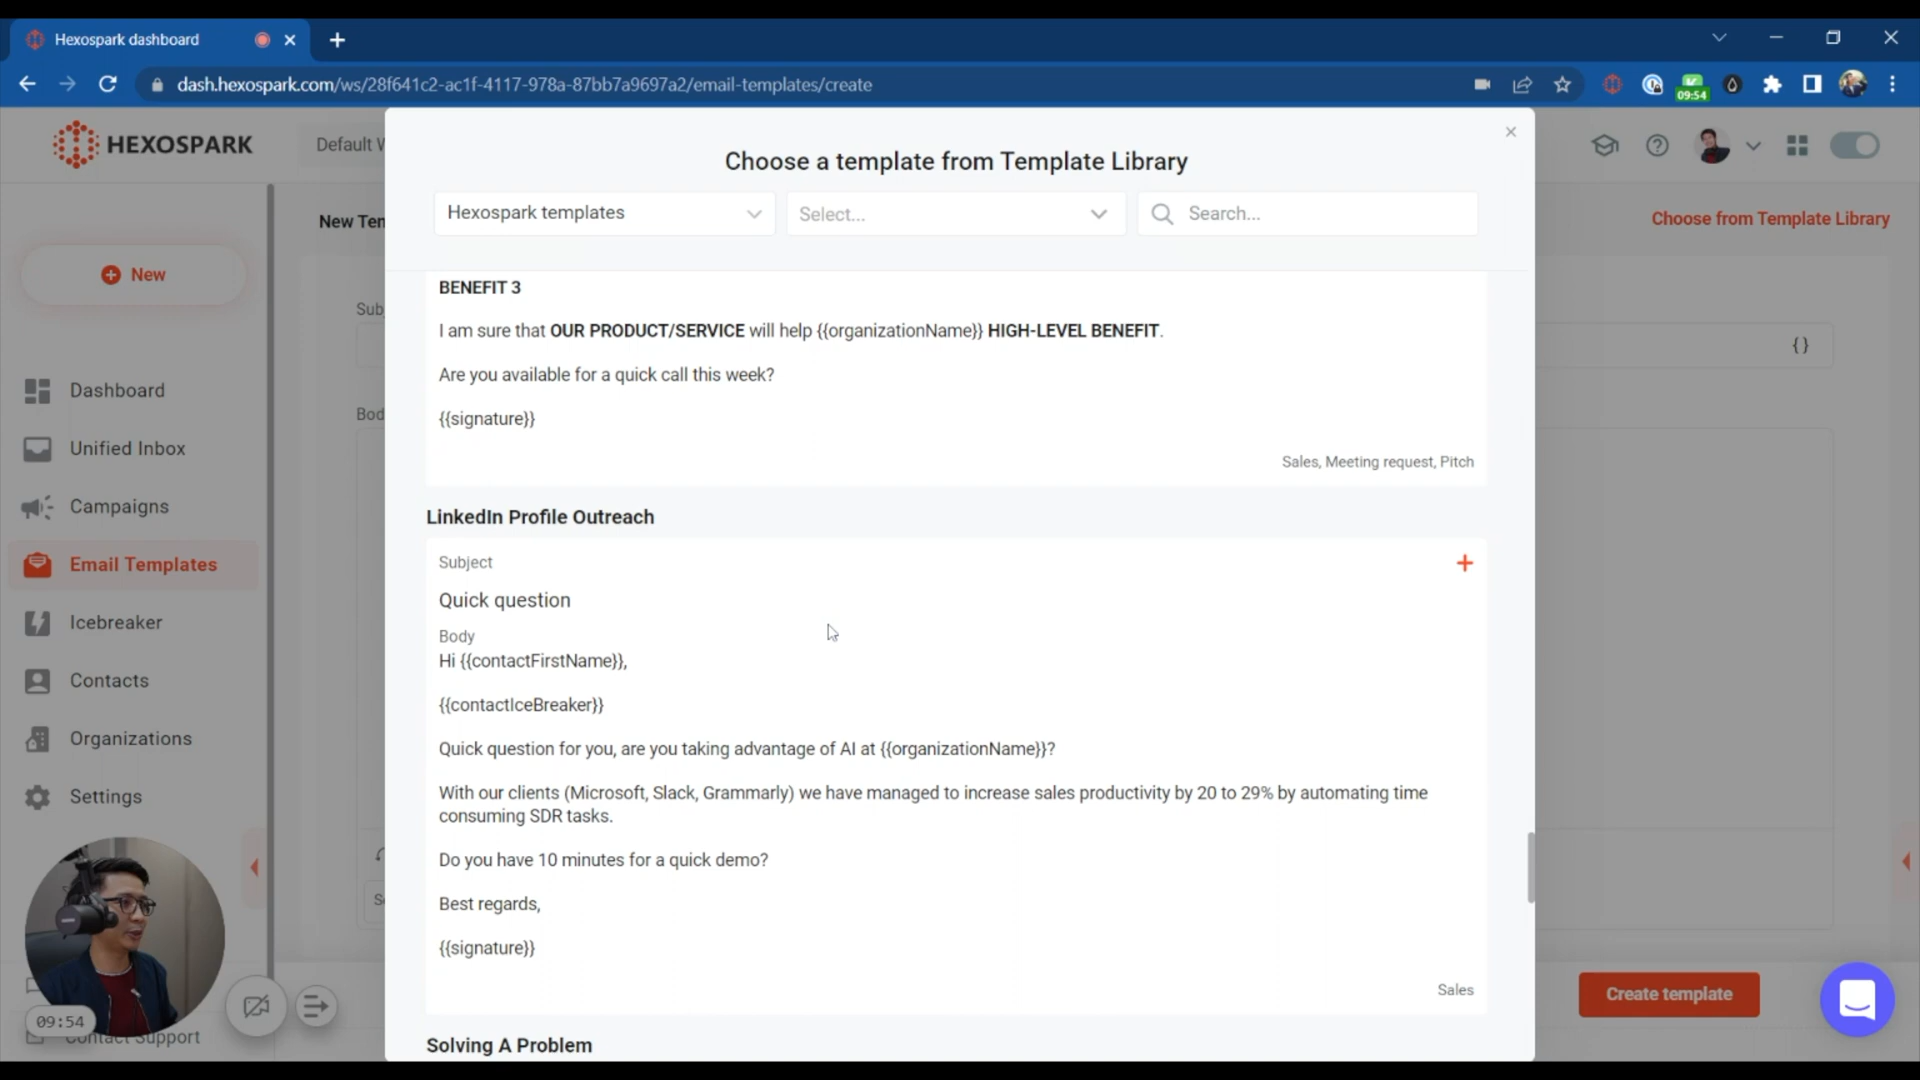 Hexospark dashboard
dash.hexospark.com/ws/28f641c2-ac1f-4117-978a-87bb7a9697a2/email-templates/create
09:54
HEXOSPARK
Default W
Choose a template from Template Library
Hexospark templates
Select...
Search...
New Tem
Choose from Template Library
New
Sub
{}
Bod
Dashboard
Unified Inbox
Campaigns
Email Templates
Icebreaker
Contacts
Organizations
Settings
BENEFIT 3
I am sure that OUR PRODUCT/SERVICE will help {{organizationName}} HIGH-LEVEL BENEFIT.
Are you available for a quick call this week?
{{signature}}
Sales, Meeting request, Pitch
LinkedIn Profile Outreach
Subject
Quick question
Body
Hi {{contactFirstName}},
{{contactIceBreaker}}
Quick question for you, are you taking advantage of AI at {{organizationName}}?
With our clients (Microsoft, Slack, Grammarly) we have managed to increase sales productivity by 20 to 29% by automating time
consuming SDR tasks.
Do you have 10 minutes for a quick demo?
Best regards,
{{signature}}
Sales
Solving A Problem
Create template
09:54
Contact Support